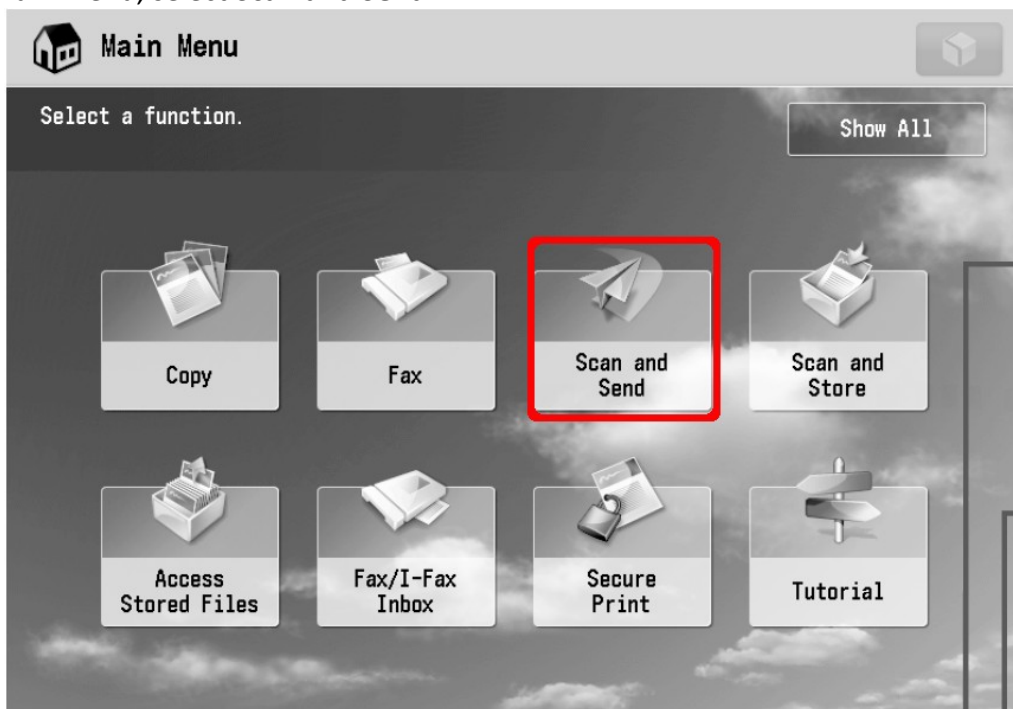 Main Menu
Select a function.
Show All
Copy
Fax
Scan and
Send
Scan and
Store
Access
Stored Files
Fax/I-Fax
Inbox
Secure
Print
Tutorial